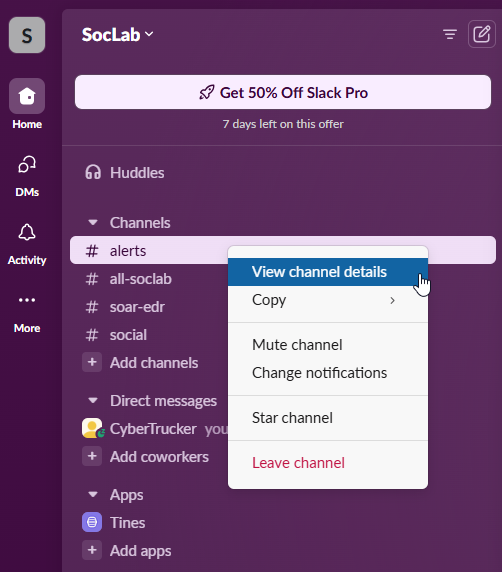 S
SocLab
Get 50% Off Slack Pro
7 days left on this offer
Home
DMs
Activity
More
Huddles
Channels
# alerts
# all-soclab
# soar-edr
# social
+ Add channels
Direct messages
CyberTrucker you
+ Add coworkers
Apps
Tines
+ Add apps
View channel details
Copy
Mute channel
Change notifications
Star channel
Leave channel